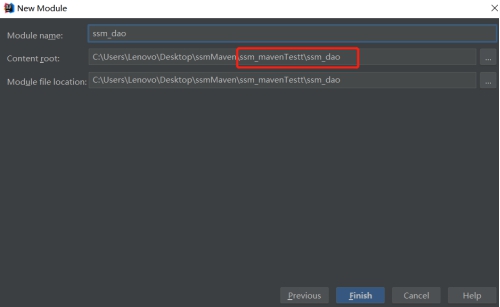 New Module
Module name: ssm_dao
Content root: C:\Users\Lenovo\Desktop\ssmMaven\ssm_mavenTestt\ssm_dao ...
Module file location: C:\Users\Lenovo\Desktop\ssmMaven\ssm_mavenTestt\ssm_dao ...
Previous Finish Cancel Help